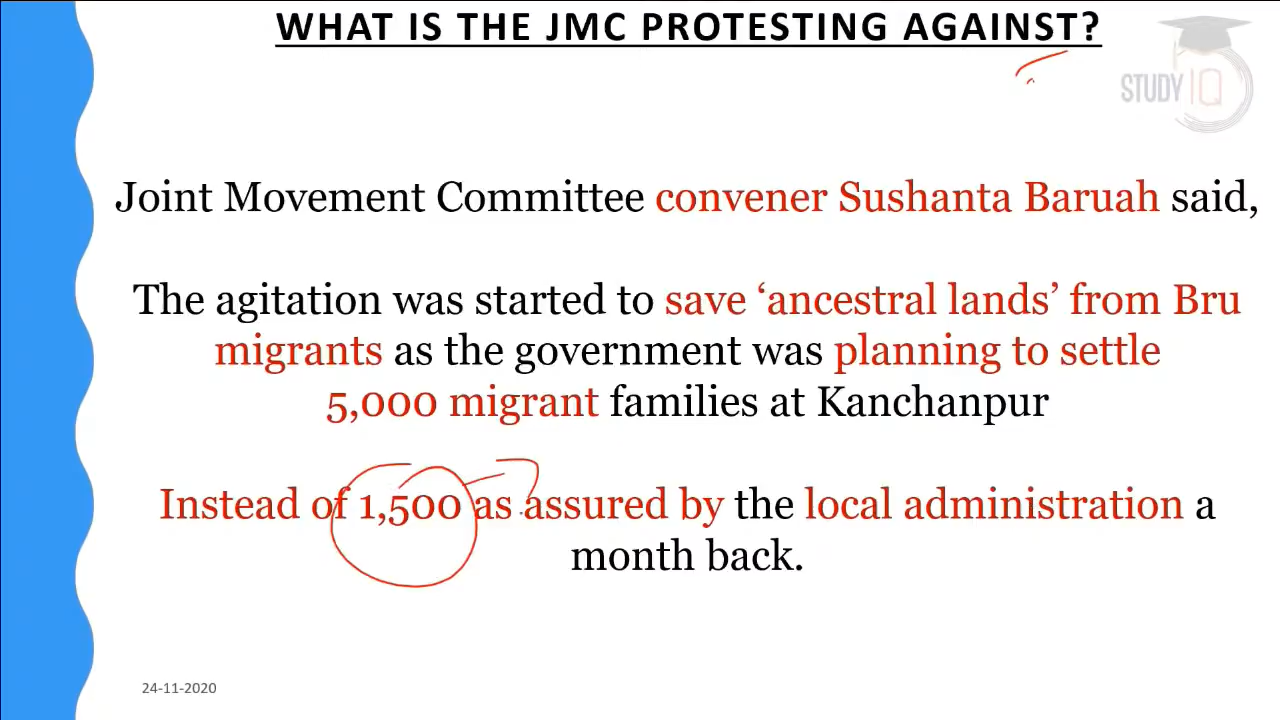 WHAT IS THE JMC PROTESTING AGAINST?
STUDY IQ
Joint Movement Committee convener Sushanta Baruah said,
The agitation was started to save ‘ancestral lands’ from Bru
migrants as the government was planning to settle
5,000 migrant families at Kanchanpur
Instead of 1,500 as assured by the local administration a
month back.
24-11-2020